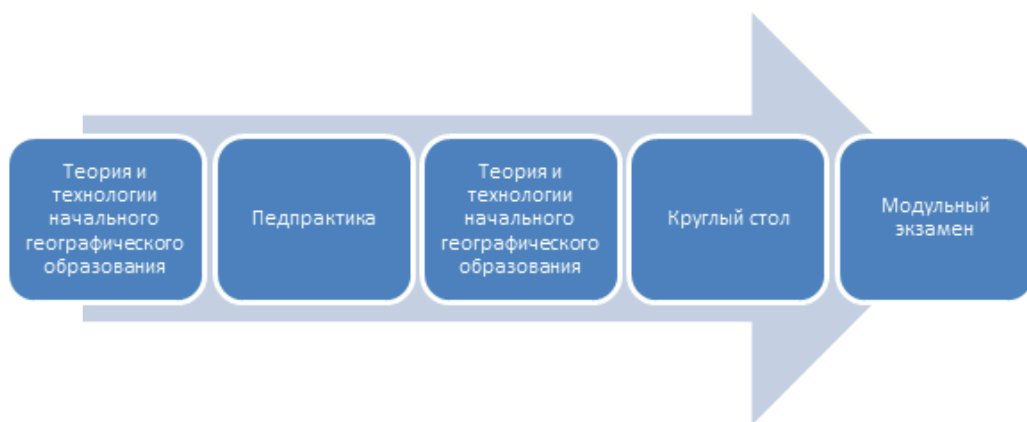 Теория и
технологии
начального
географического
образования
Педпрактика
Теория и
технологии
начального
географического
образования
Круглый стол
Модульный
экзамен